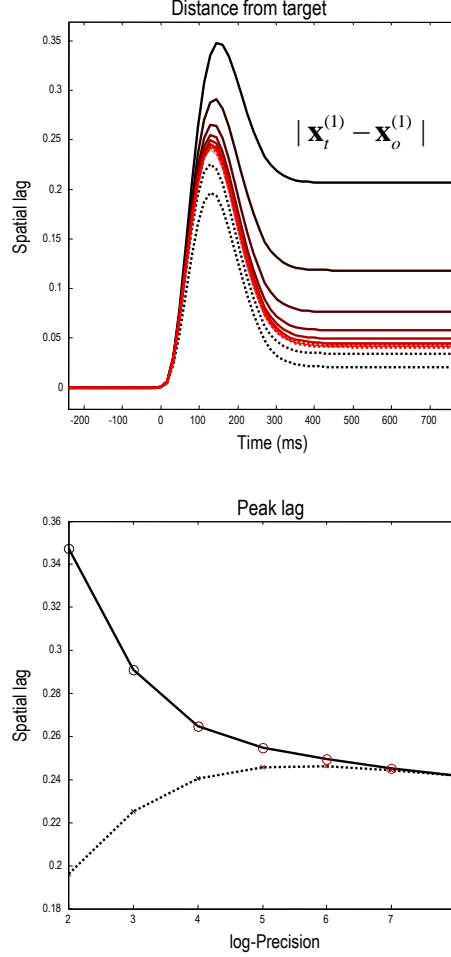 Distance from target
0.35
0.3
0.25
0.2
0.15
0.1
0.05
0
Spatial lag
| x_t^(1) − x_o^(1) |
-200 -100 0 100 200 300 400 500 600 700
Time (ms)
Peak lag
0.36
0.34
0.32
0.3
0.28
0.26
0.24
0.22
0.2
0.18
Spatial lag
2 3 4 5 6 7
log-Precision